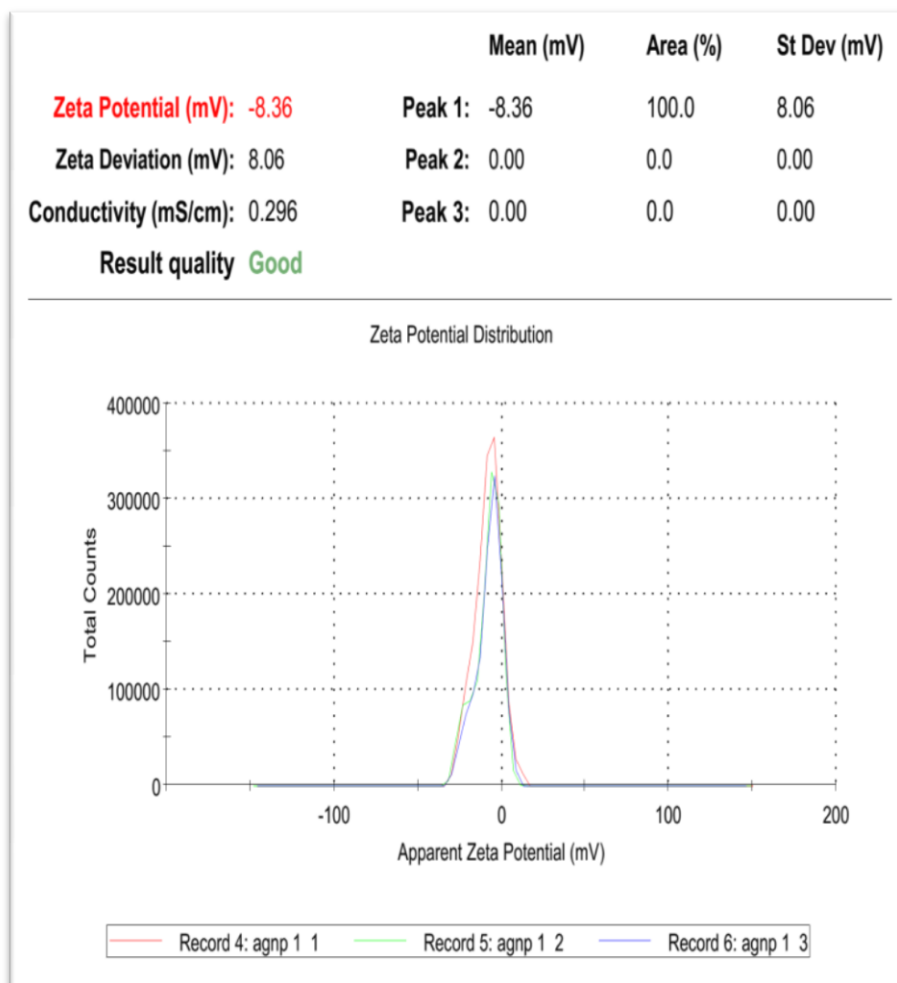 Mean (mV) Area (%) St Dev (mV)
Zeta Potential (mV): -8.36 Peak 1: -8.36 100.0 8.06
Zeta Deviation (mV): 8.06 Peak 2: 0.00 0.0 0.00
Conductivity (mS/cm): 0.296 Peak 3: 0.00 0.0 0.00
Result quality Good
Zeta Potential Distribution
400000
300000
200000
100000
0
Total Counts
-100 0 100 200
Apparent Zeta Potential (mV)
Record 4: agnp 1 1 Record 5: agnp 1 2 Record 6: agnp 1 3